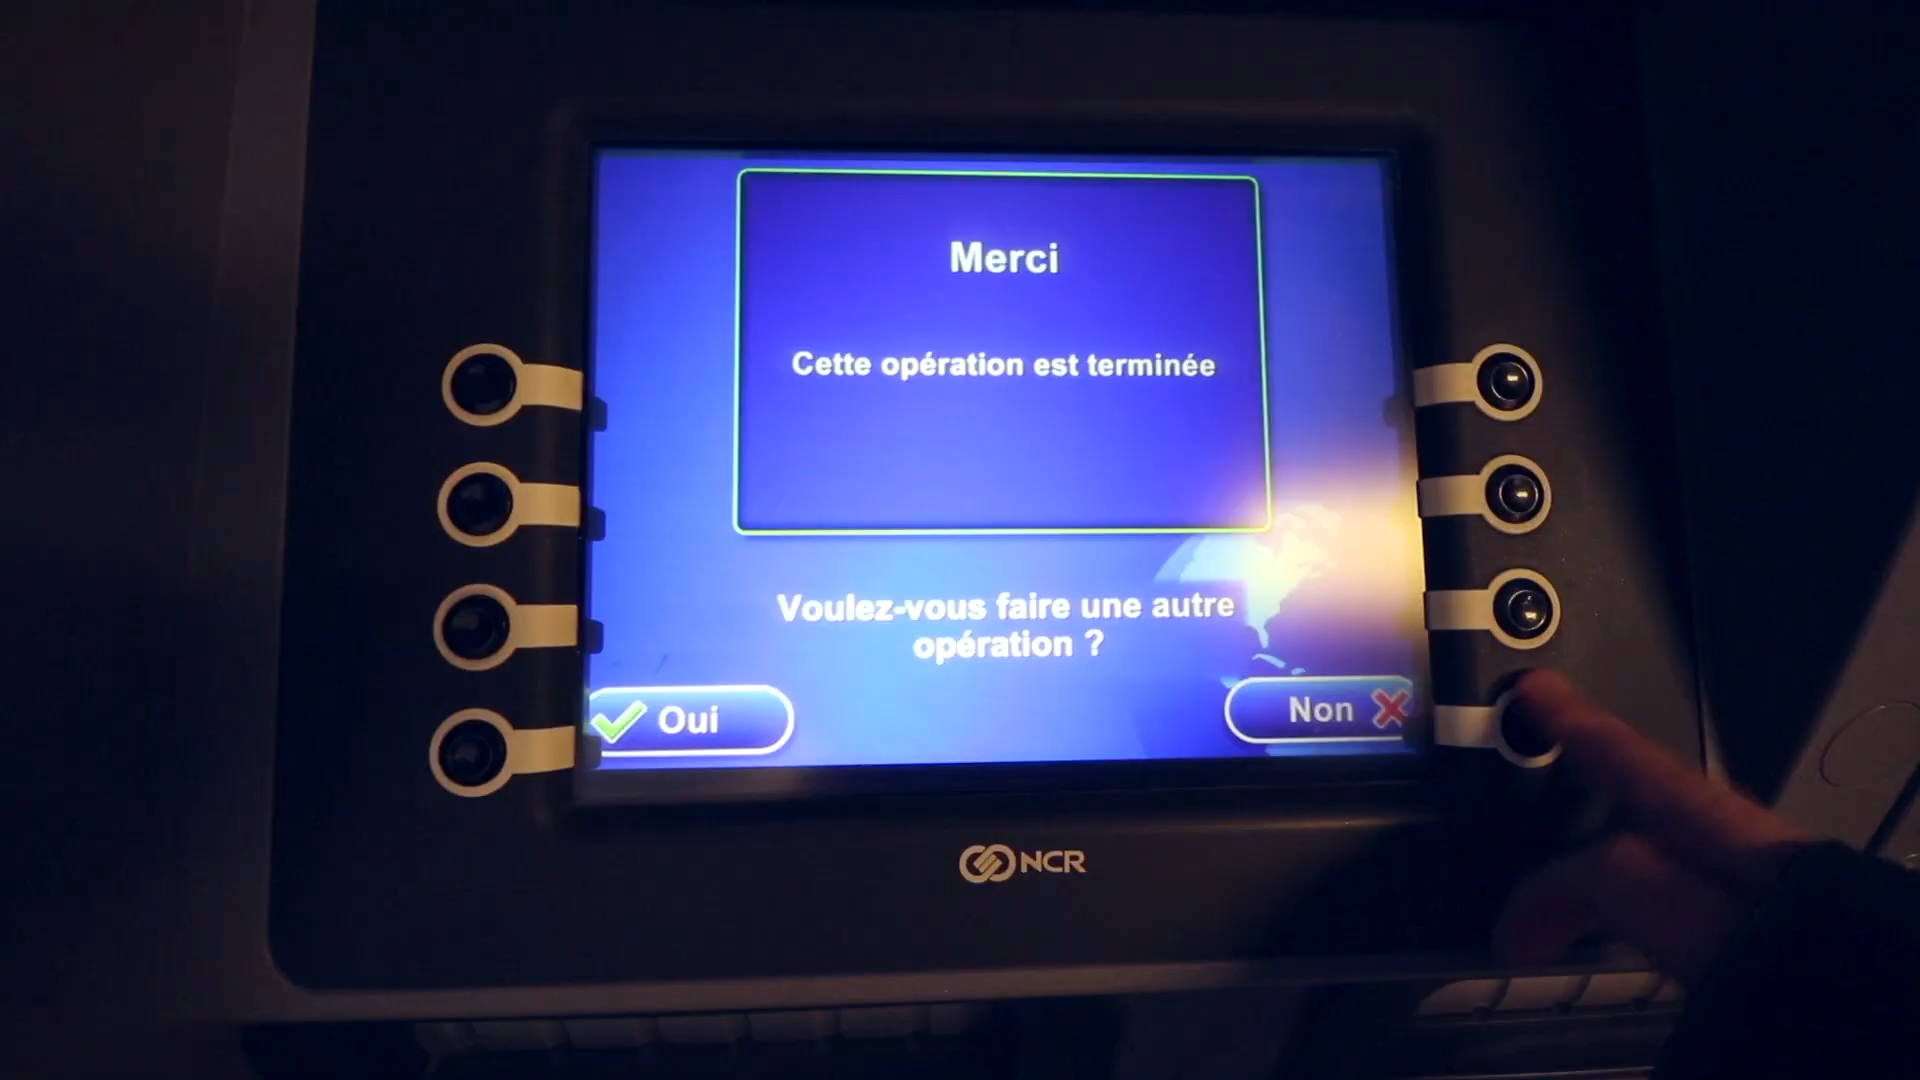 Merci
Cette opération est terminée
Voulez-vous faire une autre
opération ?
Oui
Non
NCR